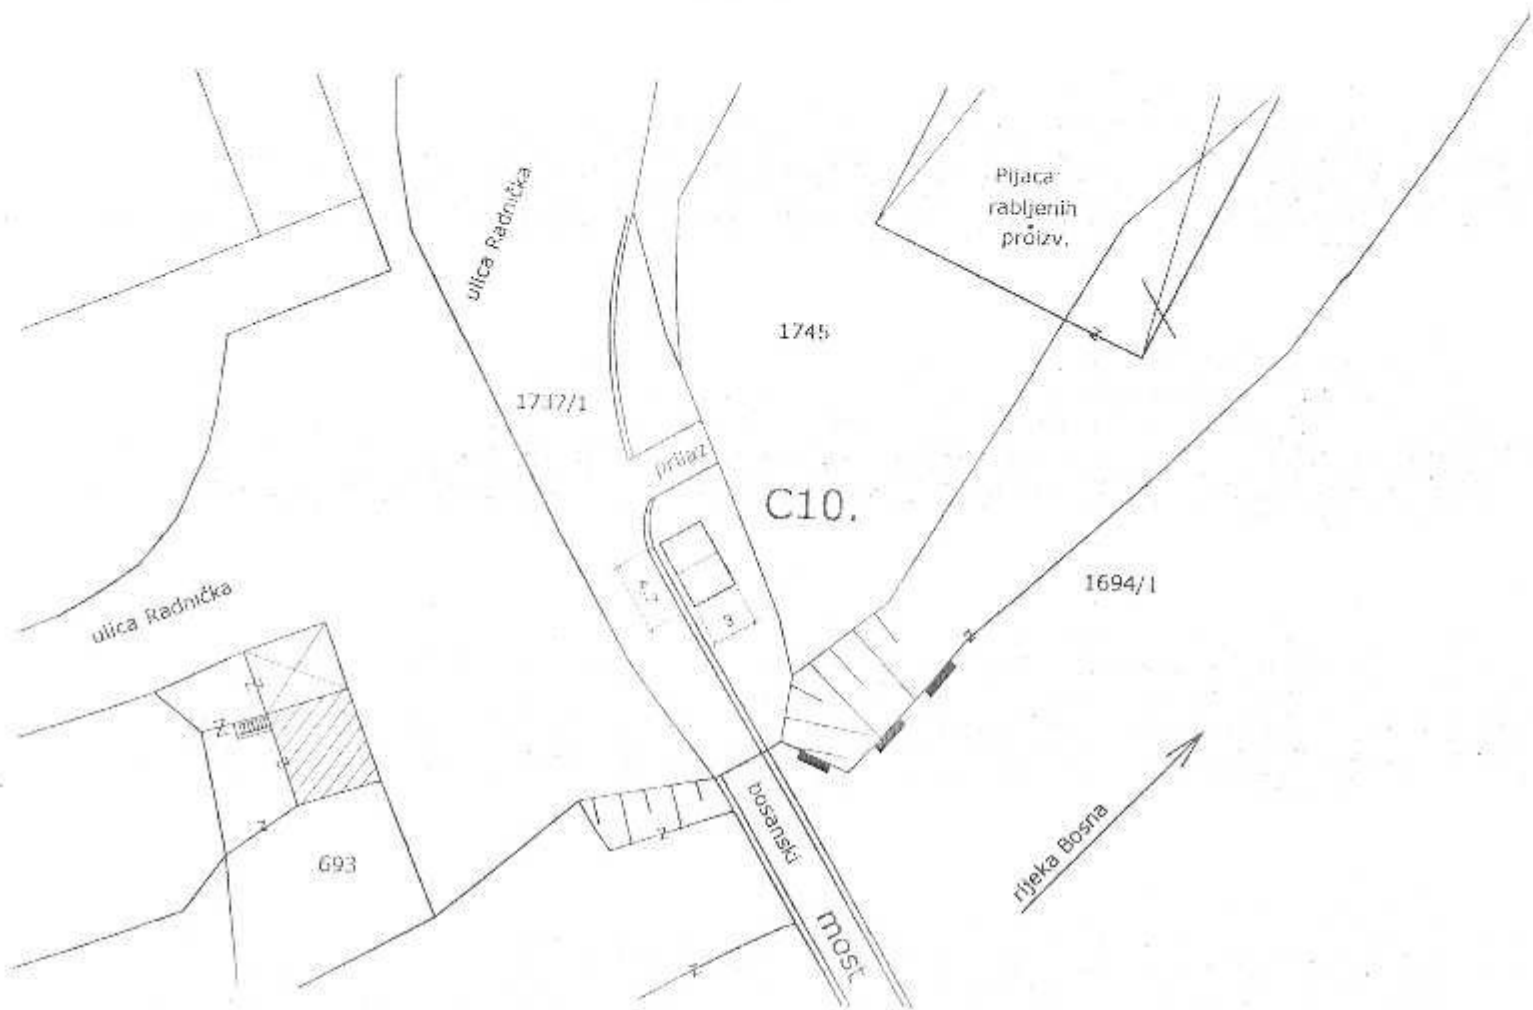 ulica Radnička
Pijaca
rabljenih
proizv.
1745
1737/1
prilaz
C10.
1694/1
ulica Radnička
3
693
bosanski
most
rijeka Bosna